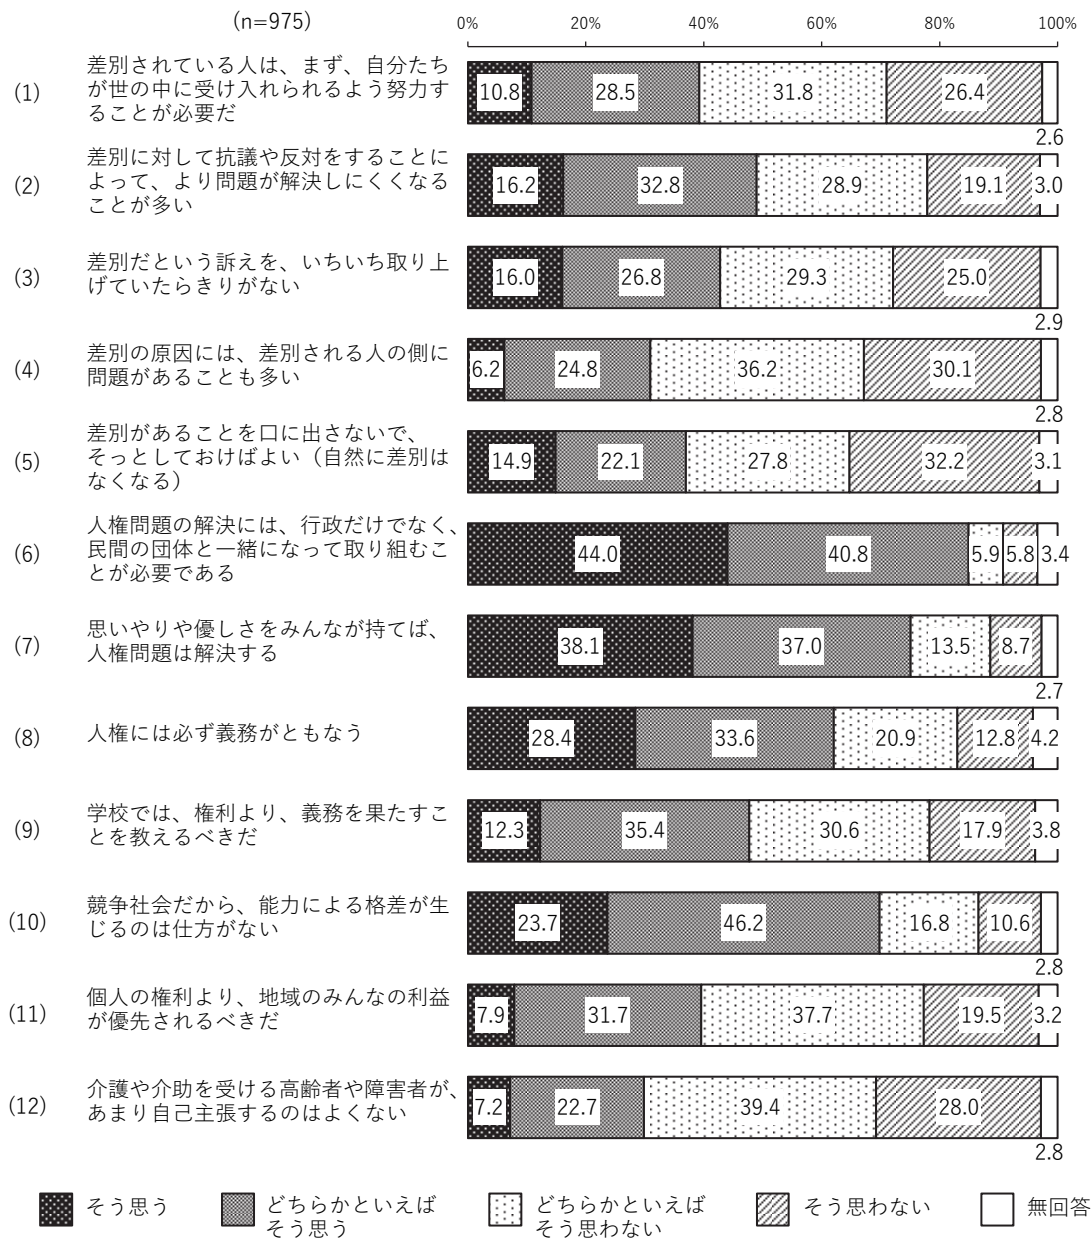 (n=975)
0% 20% 40% 60% 80% 100%
(1) 差別されている人は、まず、自分たち
が世の中に受け入れられるよう努力す
ることが必要だ
10.8 28.5 31.8 26.4 2.6
(2) 差別に対して抗議や反対をすることに
よって、より問題が解決しにくくなる
ことが多い
16.2 32.8 28.9 19.1 3.0
(3) 差別だという訴えを、いちいち取り上
げていたらきりがない
16.0 26.8 29.3 25.0 2.9
(4) 差別の原因には、差別される人の側に
問題があることも多い
6.2 24.8 36.2 30.1 2.8
(5) 差別があることを口に出さないで、
そっとしておけばよい（自然に差別は
なくなる）
14.9 22.1 27.8 32.2 3.1
(6) 人権問題の解決には、行政だけでなく、
民間の団体と一緒になって取り組むこ
とが必要である
44.0 40.8 5.9 5.8 3.4
(7) 思いやりや優しさをみんなが持てば、
人権問題は解決する
38.1 37.0 13.5 8.7 2.7
(8) 人権には必ず義務がともなう
28.4 33.6 20.9 12.8 4.2
(9) 学校では、権利より、義務を果たすこ
とを教えるべきだ
12.3 35.4 30.6 17.9 3.8
(10) 競争社会だから、能力による格差が生
じるのは仕方がない
23.7 46.2 16.8 10.6 2.8
(11) 個人の権利より、地域のみんなの利益
が優先されるべきだ
7.9 31.7 37.7 19.5 3.2
(12) 介護や介助を受ける高齢者や障害者が、
あまり自己主張するのはよくない
7.2 22.7 39.4 28.0 2.8
そう思う
どちらかといえば
そう思う
どちらかといえば
そう思わない
そう思わない
無回答